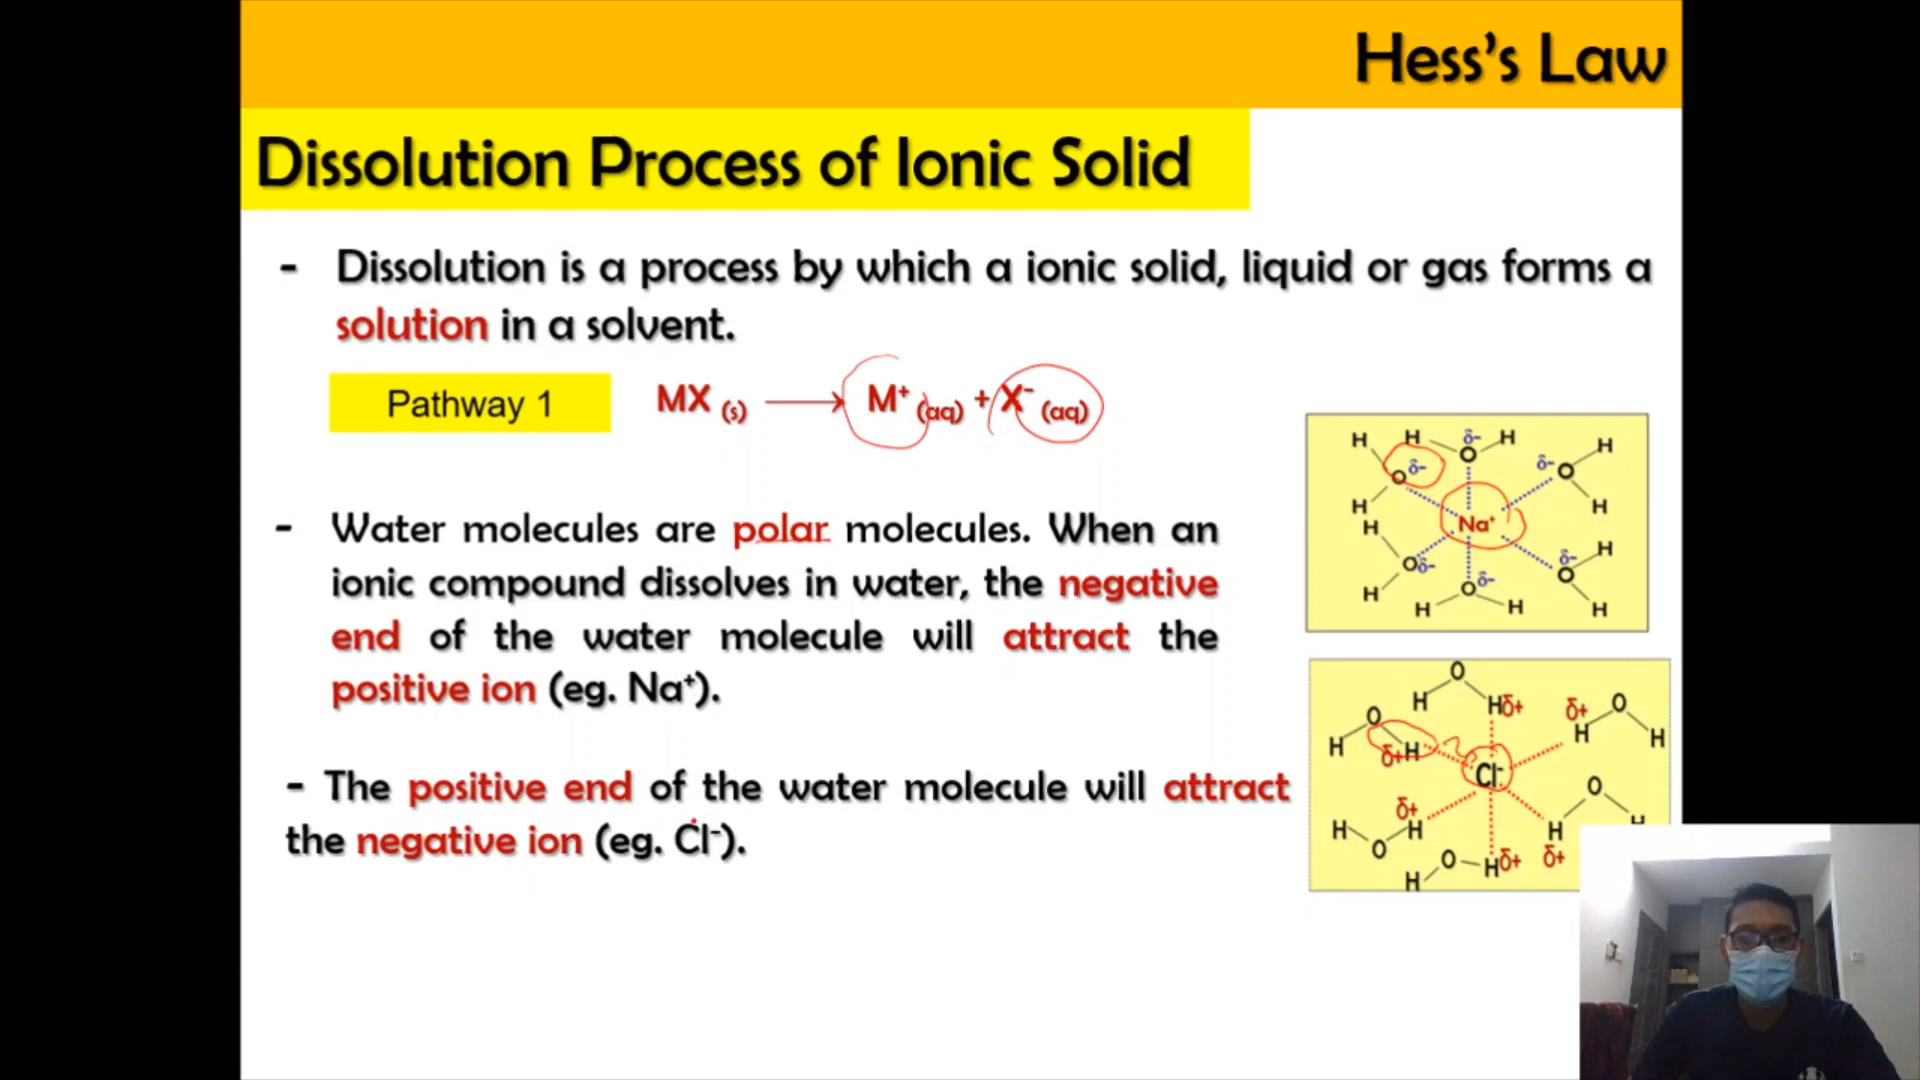 Hess's Law
Dissolution Process of Ionic Solid
- Dissolution is a process by which a ionic solid, liquid or gas forms a
solution in a solvent.
Pathway 1
MX (s) ⟶ M⁺ (aq) + X⁻ (aq)
- Water molecules are polar molecules. When an
ionic compound dissolves in water, the negative
end of the water molecule will attract the
positive ion (eg. Na⁺).
- The positive end of the water molecule will attract
the negative ion (eg. Cl⁻).
H H δ- H H
O δ- O δ- O
H Na⁺ H
H H
O δ- δ- δ- O
H H O H H
O
H H δ+ δ+ O
O H H
H δ+ H
Cl⁻
O
δ+
H H H H
O O H δ+ δ+
H